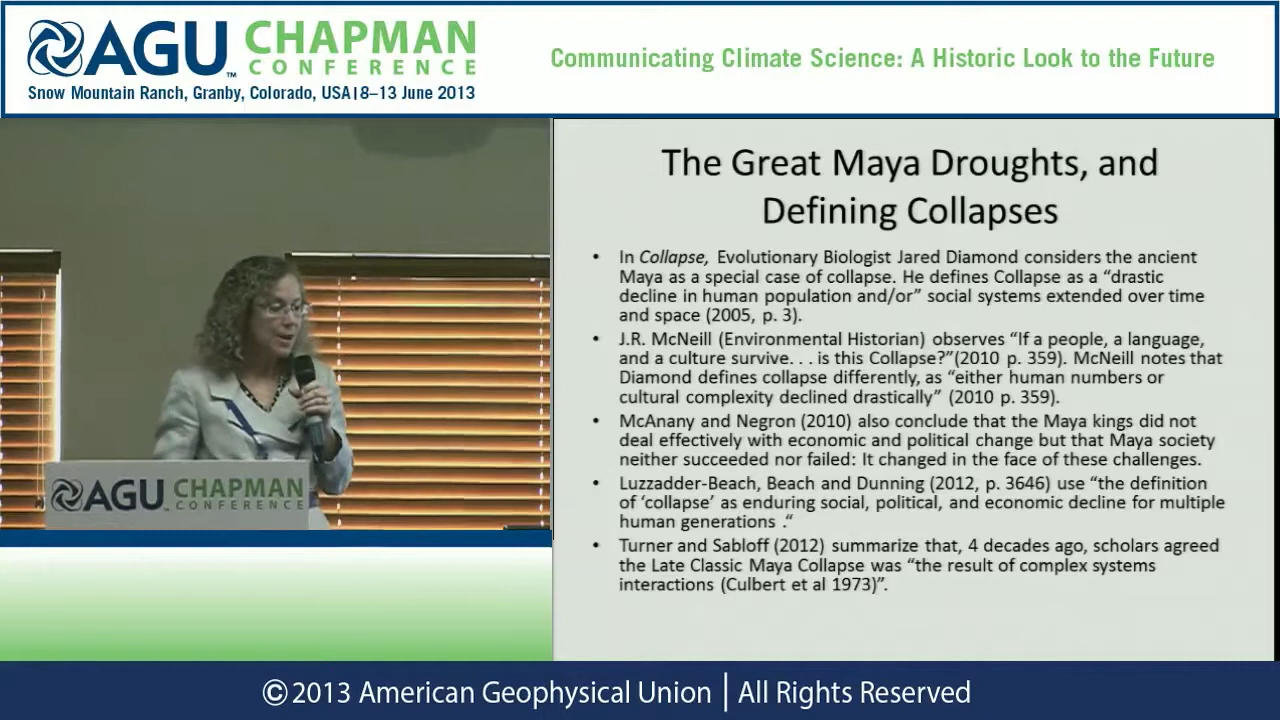 AGU CHAPMAN
™ CONFERENCE
Snow Mountain Ranch, Granby, Colorado, USA|8–13 June 2013
Communicating Climate Science: A Historic Look to the Future
The Great Maya Droughts, and
Defining Collapses
• In Collapse, Evolutionary Biologist Jared Diamond considers the ancient
Maya as a special case of collapse. He defines Collapse as a “drastic
decline in human population and/or” social systems extended over time
and space (2005, p. 3).
• J.R. McNeill (Environmental Historian) observes “If a people, a language,
and a culture survive. . . is this Collapse?”(2010 p. 359). McNeill notes that
Diamond defines collapse differently, as “either human numbers or
cultural complexity declined drastically” (2010 p. 359).
• McAnany and Negron (2010) also conclude that the Maya kings did not
deal effectively with economic and political change but that Maya society
neither succeeded nor failed: It changed in the face of these challenges.
• Luzzadder-Beach, Beach and Dunning (2012, p. 3646) use “the definition
of ‘collapse’ as enduring social, political, and economic decline for multiple
human generations .“
• Turner and Sabloff (2012) summarize that, 4 decades ago, scholars agreed
the Late Classic Maya Collapse was “the result of complex systems
interactions (Culbert et al 1973)”.
AGU CHAPMAN
CONFERENCE
©2013 American Geophysical Union | All Rights Reserved